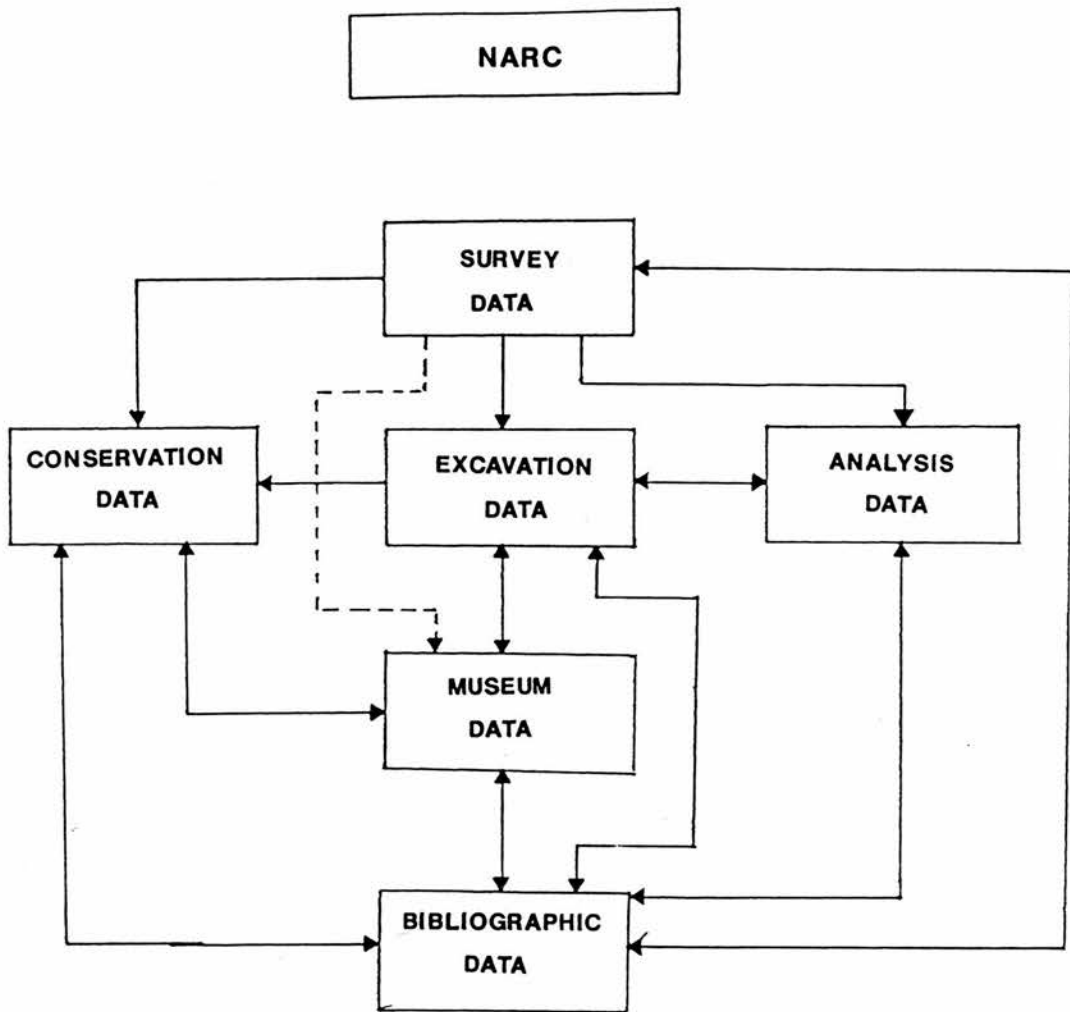 NARC
SURVEY
DATA
CONSERVATION
DATA
EXCAVATION
DATA
ANALYSIS
DATA
MUSEUM
DATA
BIBLIOGRAPHIC
DATA